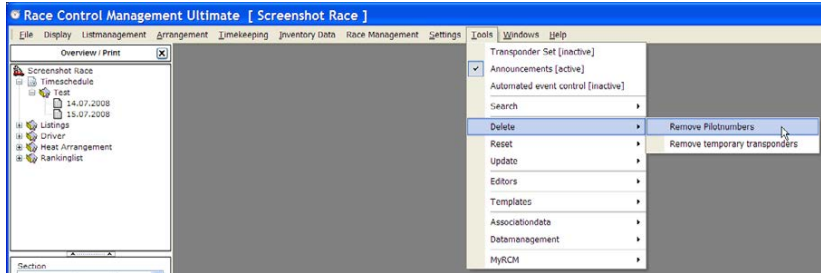 Race Control Management Ultimate [ Screenshot Race ]
File Display Listmanagement Arrangement Timekeeping Inventory Data Race Management Settings Tools Windows Help
Overview / Print
Screenshot Race
Timeschedule
Test
14.07.2008
15.07.2008
Listings
Driver
Heat Arrangement
Rankinglist
Section
Transponder Set [inactive]
Announcements [active]
Automated event control [inactive]
Search
Delete
Reset
Update
Editors
Templates
Associationdata
Datamanagement
MyRCM
Remove Pilotnumbers
Remove temporary transponders